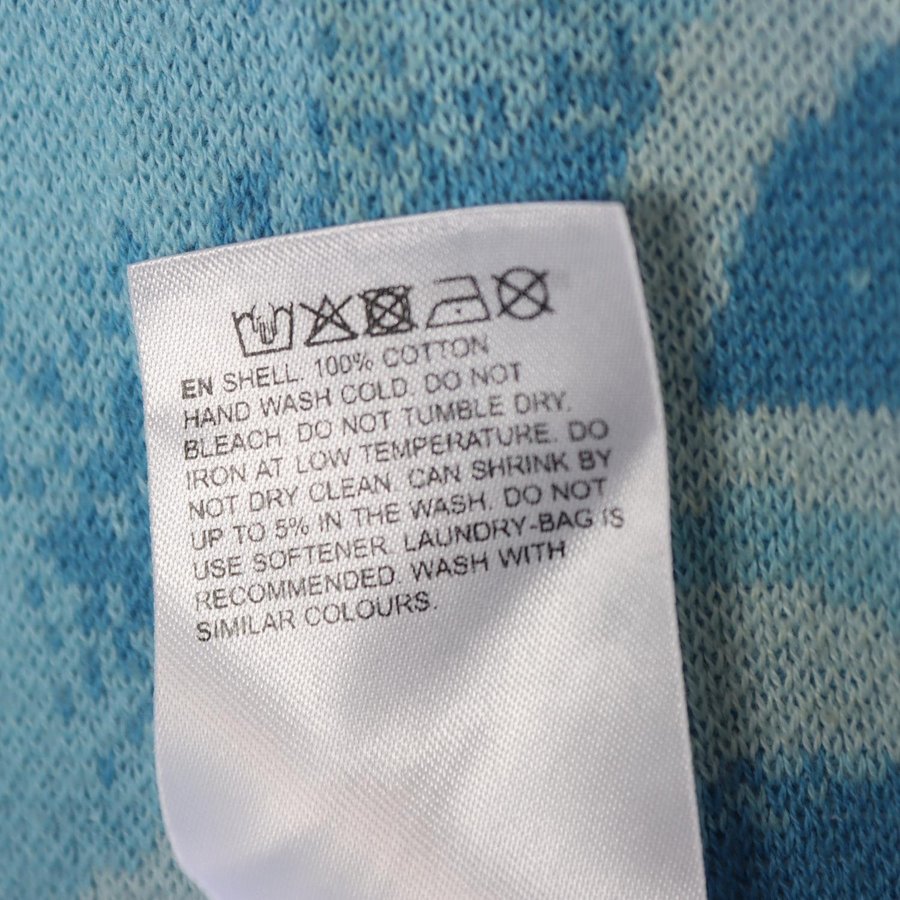 EN SHELL. 100% COTTON
HAND WASH COLD. DO NOT
BLEACH. DO NOT TUMBLE DRY.
IRON AT LOW TEMPERATURE. DO
NOT DRY CLEAN. CAN SHRINK BY
UP TO 5% IN THE WASH. DO NOT
USE SOFTENER. LAUNDRY-BAG IS
RECOMMENDED. WASH WITH
SIMILAR COLOURS.